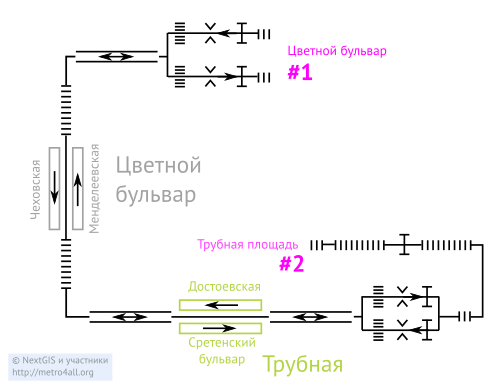 Цветной бульвар
#1
Чеховская
Менделеевская
Цветной
бульвар
Трубная площадь
#2
Достоевская
Сретенский
бульвар
Трубная
© NextGIS и участники
http://metro4all.org